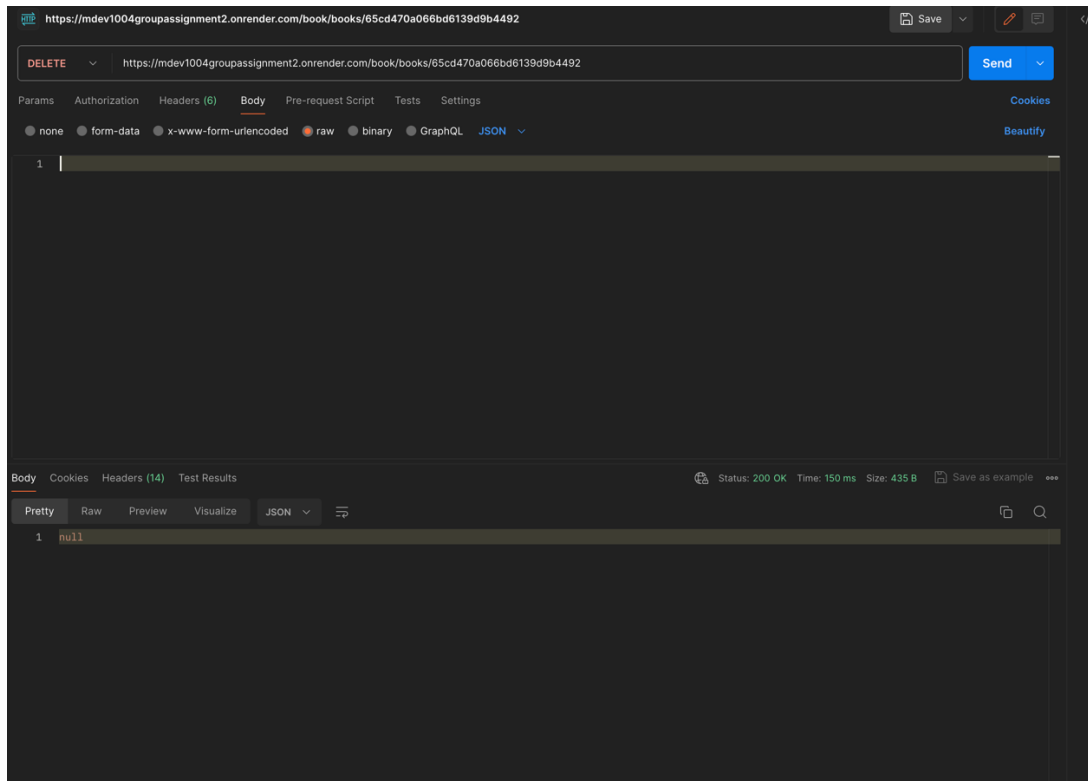 HTTP https://mdev1004groupassignment2.onrender.com/book/books/65cd470a066bd6139d9b4492 Save
DELETE https://mdev1004groupassignment2.onrender.com/book/books/65cd470a066bd6139d9b4492 Send
Params Authorization Headers (6) Body Pre-request Script Tests Settings Cookies
none form-data x-www-form-urlencoded raw binary GraphQL JSON Beautify
1
Body Cookies Headers (14) Test Results Status: 200 OK Time: 150 ms Size: 435 B Save as example
Pretty Raw Preview Visualize JSON
1 null